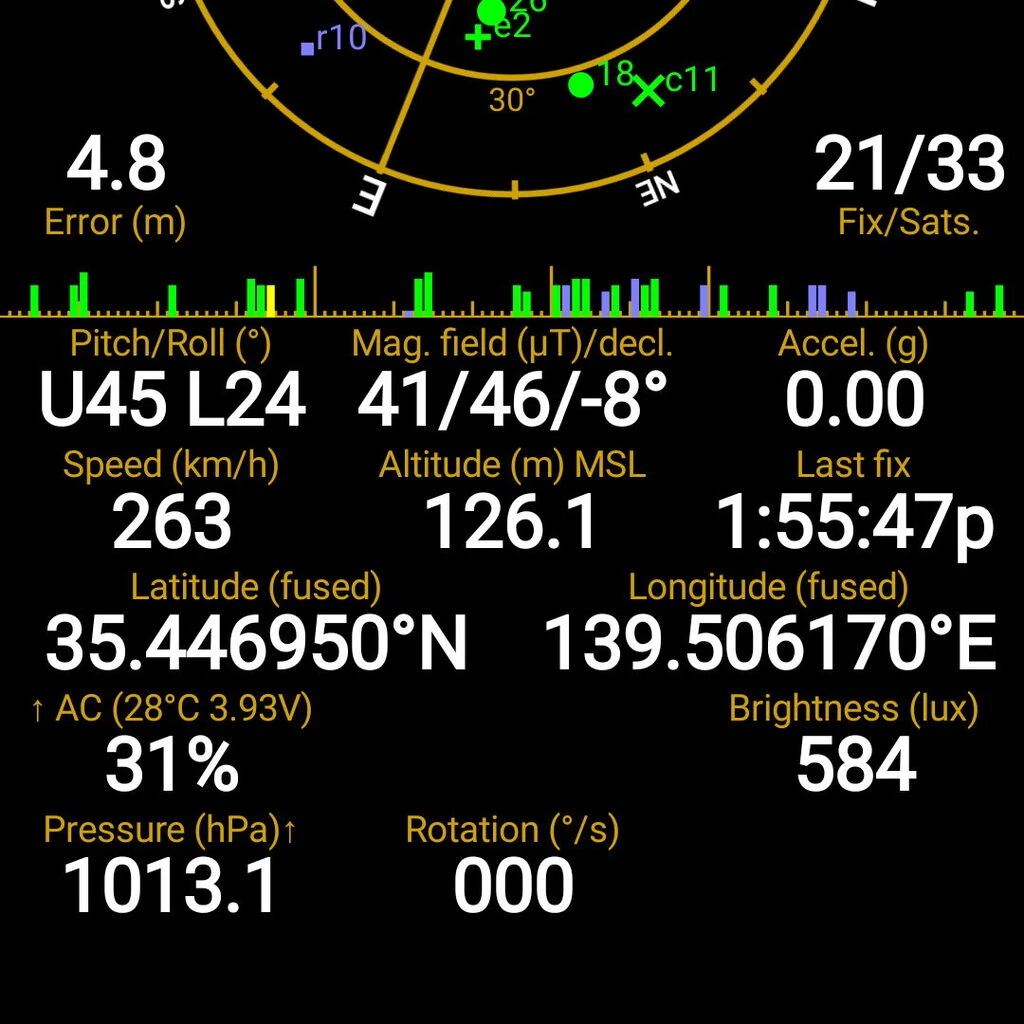 e2
r10
18
c11
30°
4.8
21/33
E
NE
Error (m)
Fix/Sats.
Pitch/Roll (°) Mag. field (µT)/decl. Accel. (g)
U45 L24 41/46/-8° 0.00
Speed (km/h) Altitude (m) MSL Last fix
263 126.1 1:55:47p
Latitude (fused) Longitude (fused)
35.446950°N 139.506170°E
↑ AC (28°C 3.93V) Brightness (lux)
31% 584
Pressure (hPa)↑ Rotation (°/s)
1013.1 000